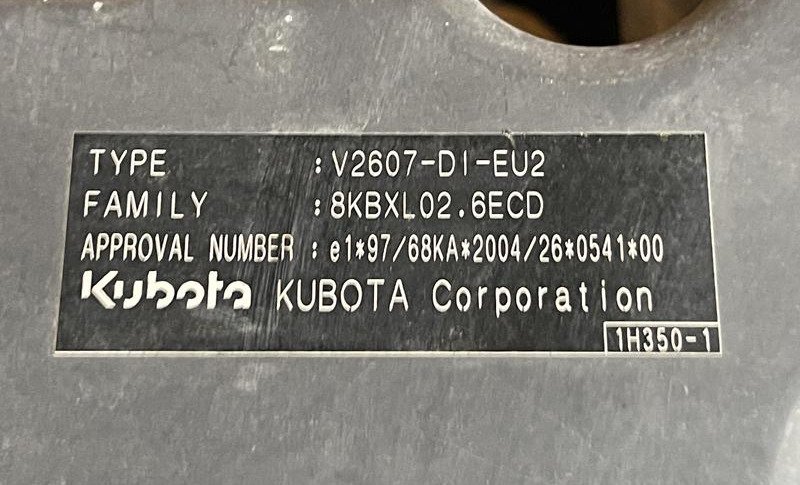 TYPE : V2607-DI-EU2
FAMILY : 8KBXL02.6ECD
APPROVAL NUMBER : e1*97/68KA*2004/26*0541*00
Kubota KUBOTA Corporation
1H350-1